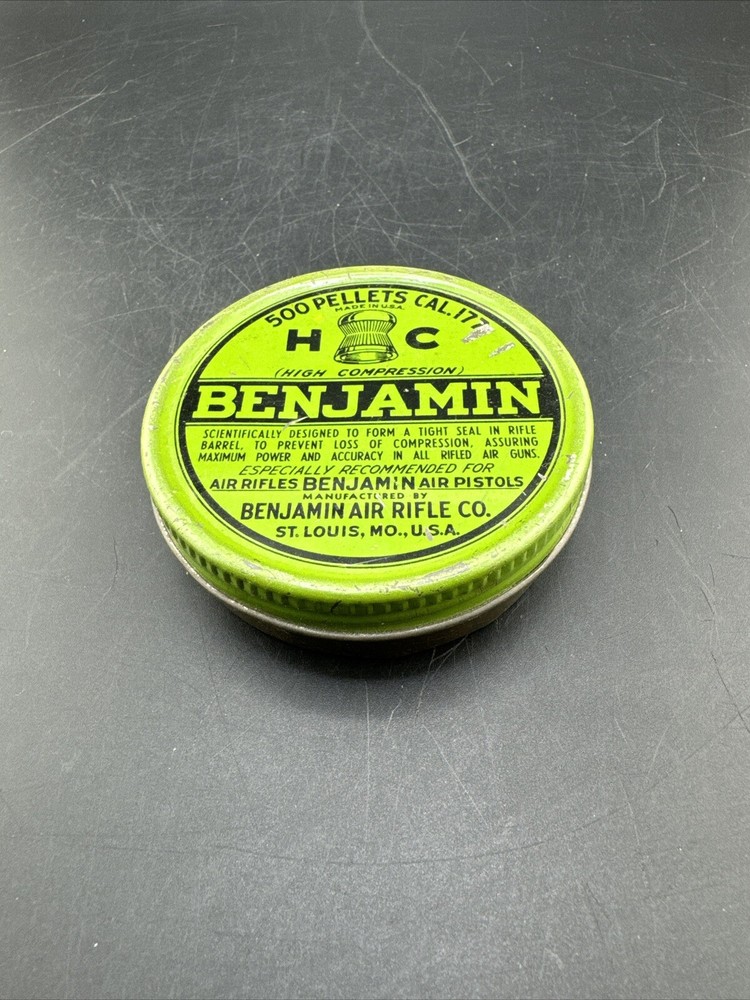 500 PELLETS CAL. 177
MADE IN U.S.A.
H C
(HIGH COMPRESSION)
BENJAMIN
SCIENTIFICALLY DESIGNED TO FORM A TIGHT SEAL IN RIFLE
BARREL, TO PREVENT LOSS OF COMPRESSION, ASSURING
MAXIMUM POWER AND ACCURACY IN ALL RIFLED AIR GUNS.
ESPECIALLY RECOMMENDED FOR
AIR RIFLES BENJAMIN AIR PISTOLS
MANUFACTURED BY
BENJAMIN AIR RIFLE CO.
ST. LOUIS, MO., U.S.A.